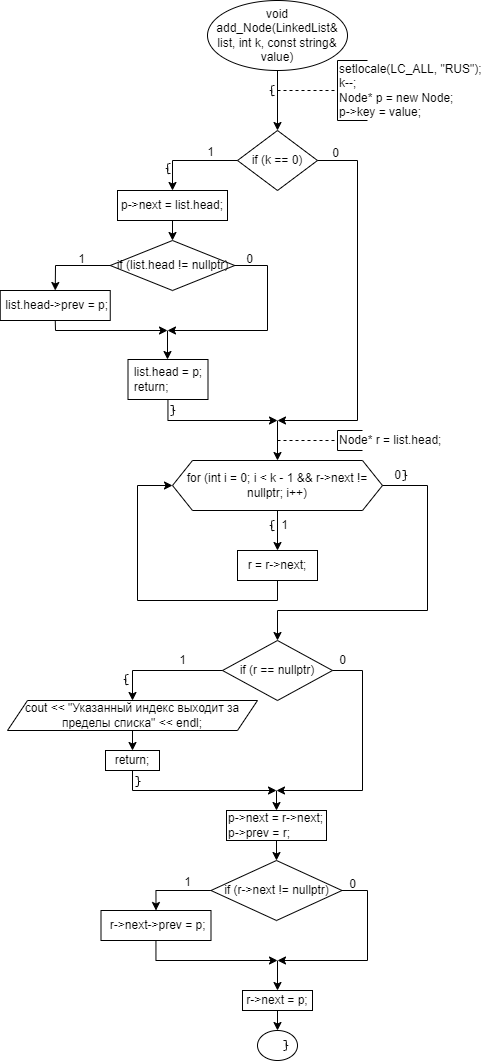 void
add_Node(LinkedList&
list, int k, const string&
value)
{
setlocale(LC_ALL, "RUS");
k--;
Node* p = new Node;
p->key = value;
1
if (k == 0)
0
{
p->next = list.head;
1
if (list.head != nullptr)
0
list.head->prev = p;
list.head = p;
return;
}
Node* r = list.head;
for (int i = 0; i < k - 1 && r->next !=
nullptr; i++)
0}
{ 1
r = r->next;
1
if (r == nullptr)
0
{
cout << "Указанный индекс выходит за
пределы списка" << endl;
return;
}
p->next = r->next;
p->prev = r;
1
if (r->next != nullptr)
0
r->next->prev = p;
r->next = p;
}